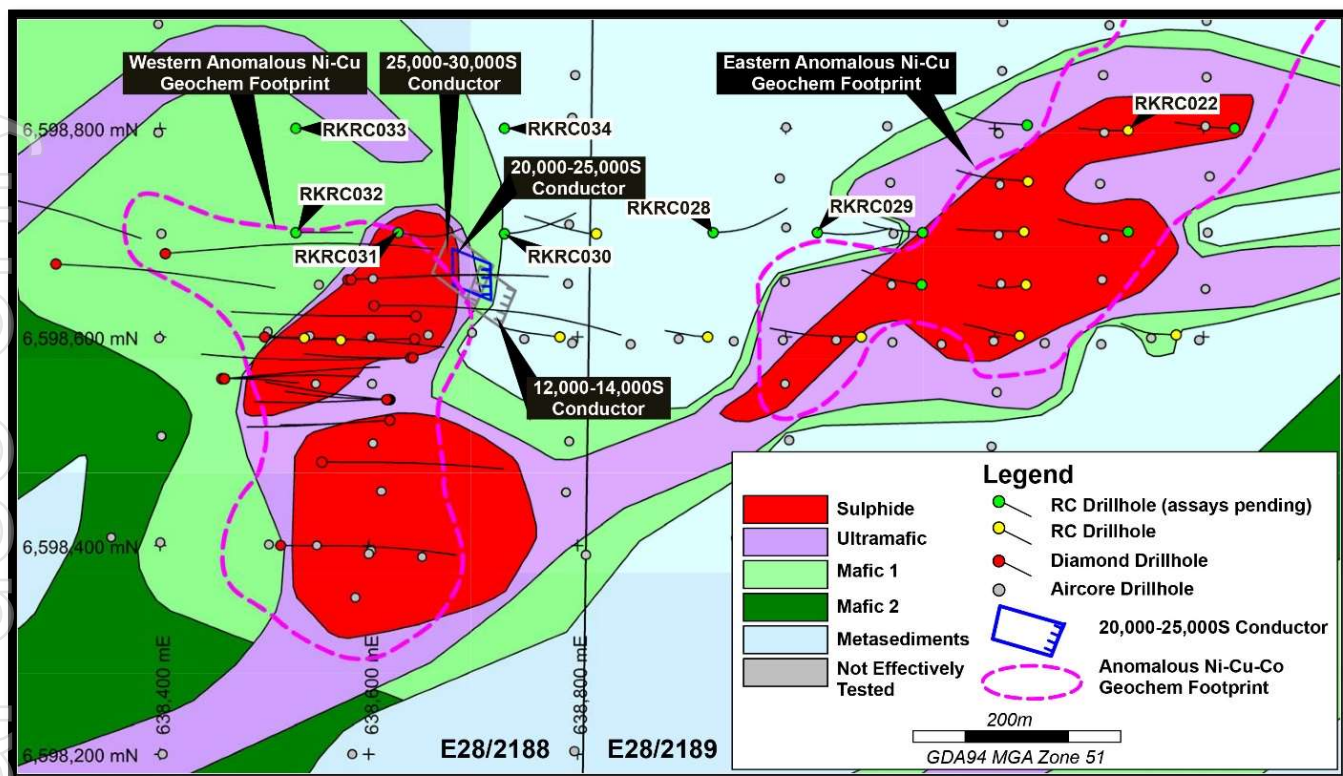 Western Anomalous Ni-Cu
Geochem Footprint
25,000-30,000S
Conductor
Eastern Anomalous Ni-Cu
Geochem Footprint
RKRC022
6,598,800 mN
RKRC033
RKRC034
20,000-25,000S
Conductor
RKRC032
RKRC028
RKRC029
RKRC031
RKRC030
6,598,600 mN
12,000-14,000S
Conductor
Legend
Sulphide
Ultramafic
Mafic 1
Mafic 2
Metasediments
Not Effectively
Tested
RC Drillhole (assays pending)
RC Drillhole
Diamond Drillhole
Aircore Drillhole
20,000-25,000S Conductor
Anomalous Ni-Cu-Co
Geochem Footprint
200m
GDA94 MGA Zone 51
6,598,400 mN
638,400 mE
638,600 mE
638,800 mE
6,598,200 mN
E28/2188
E28/2189